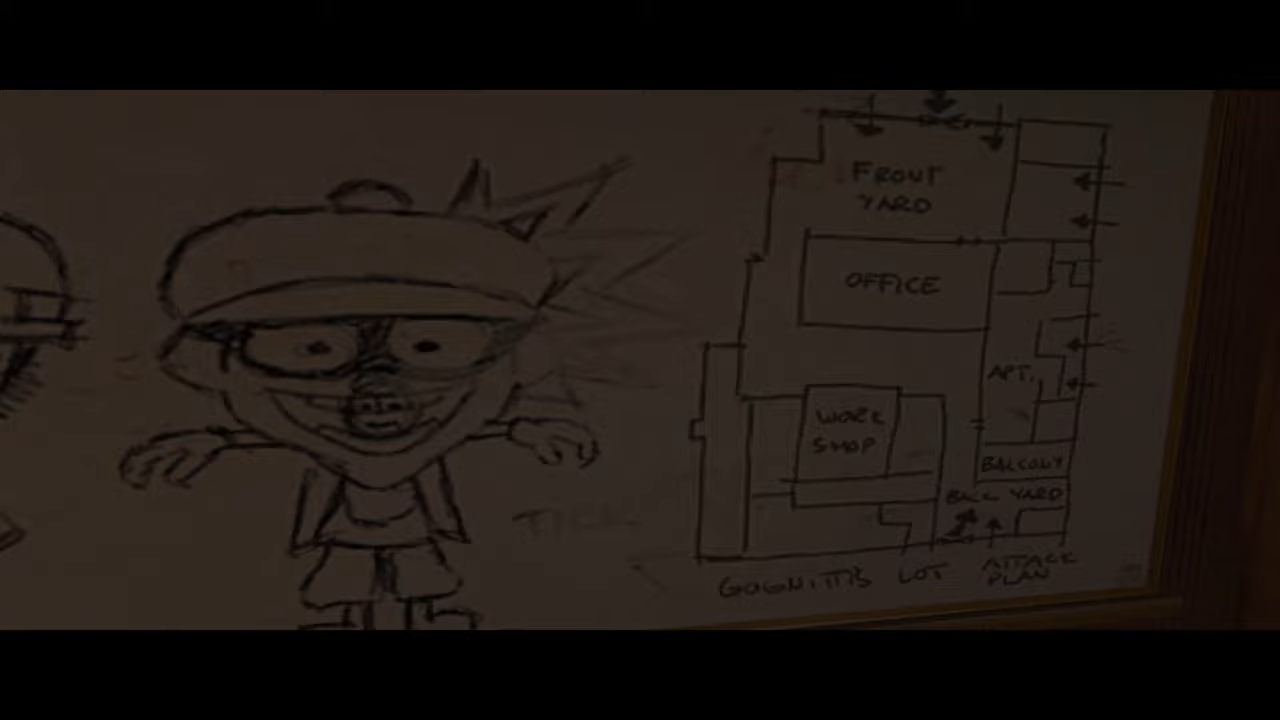 FRONT
YARD
OFFICE
APT.
WORK
SHOP
BALCONY
BACK YARD
GOGNITTI'S LOT
ATTACK
PLAN